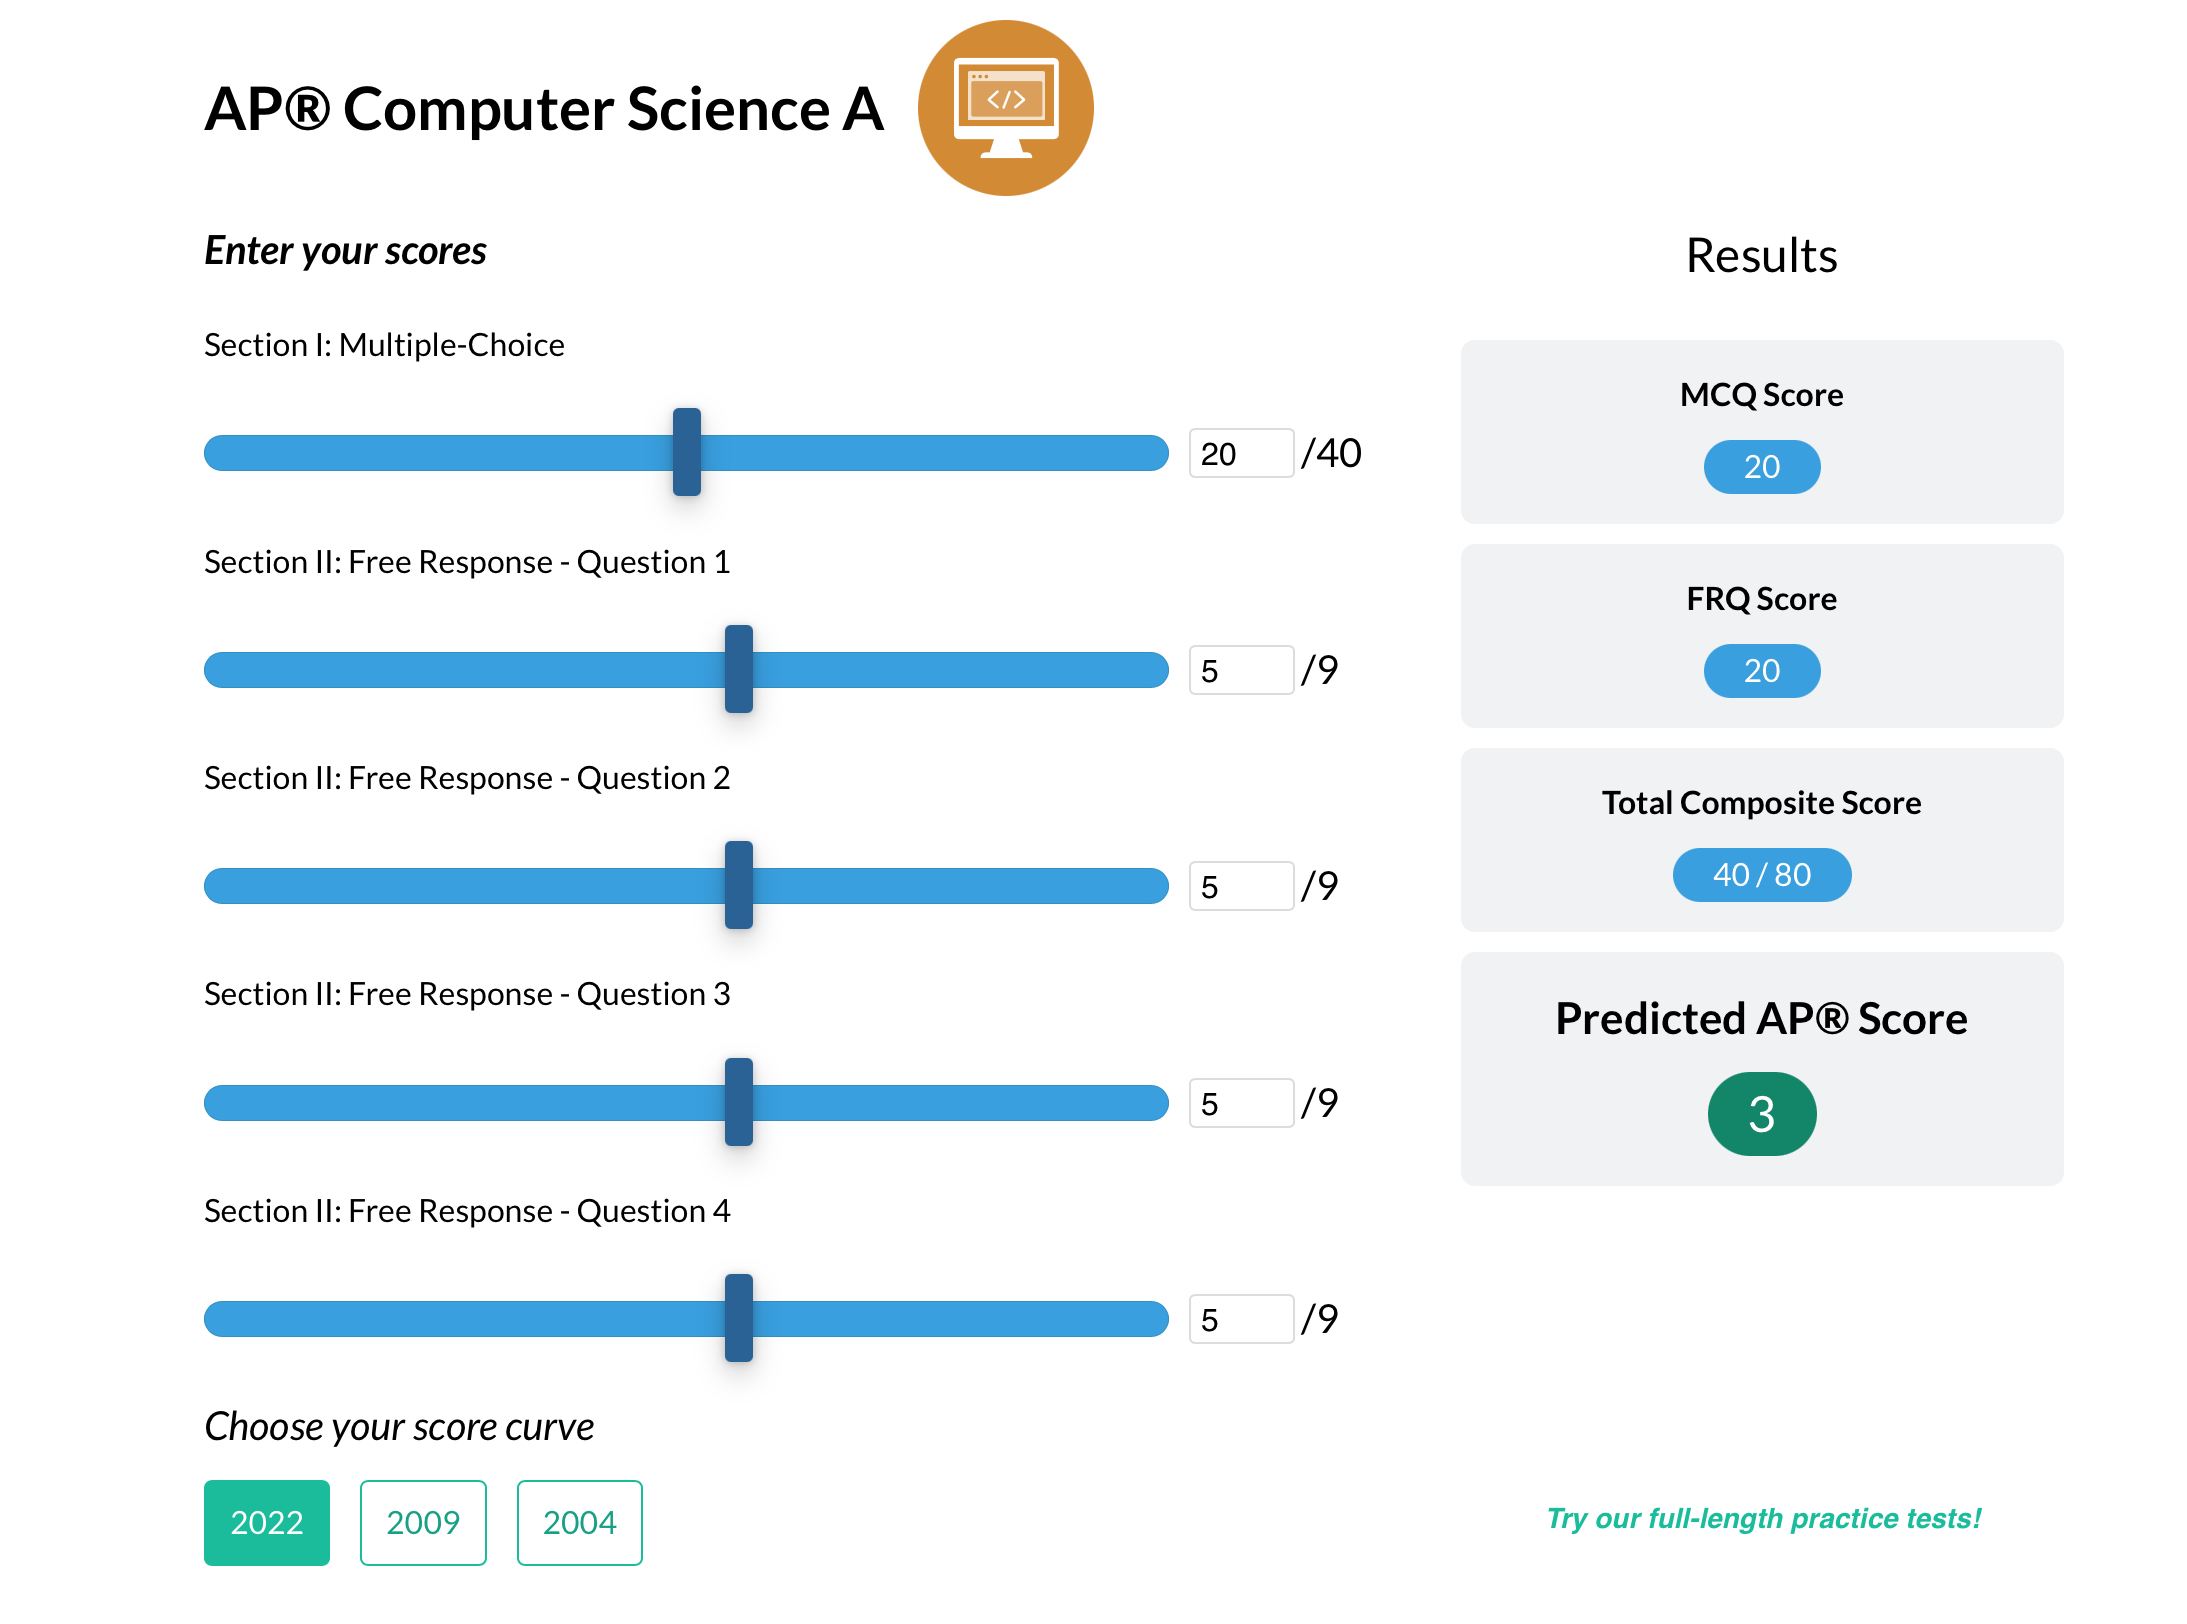 AP® Computer Science A
</>
Enter your scores
Section I: Multiple-Choice
20 /40
Section II: Free Response - Question 1
5 /9
Section II: Free Response - Question 2
5 /9
Section II: Free Response - Question 3
5 /9
Section II: Free Response - Question 4
5 /9
Choose your score curve
2022 2009 2004
Results
MCQ Score
20
FRQ Score
20
Total Composite Score
40 / 80
Predicted AP® Score
3
Try our full-length practice tests!